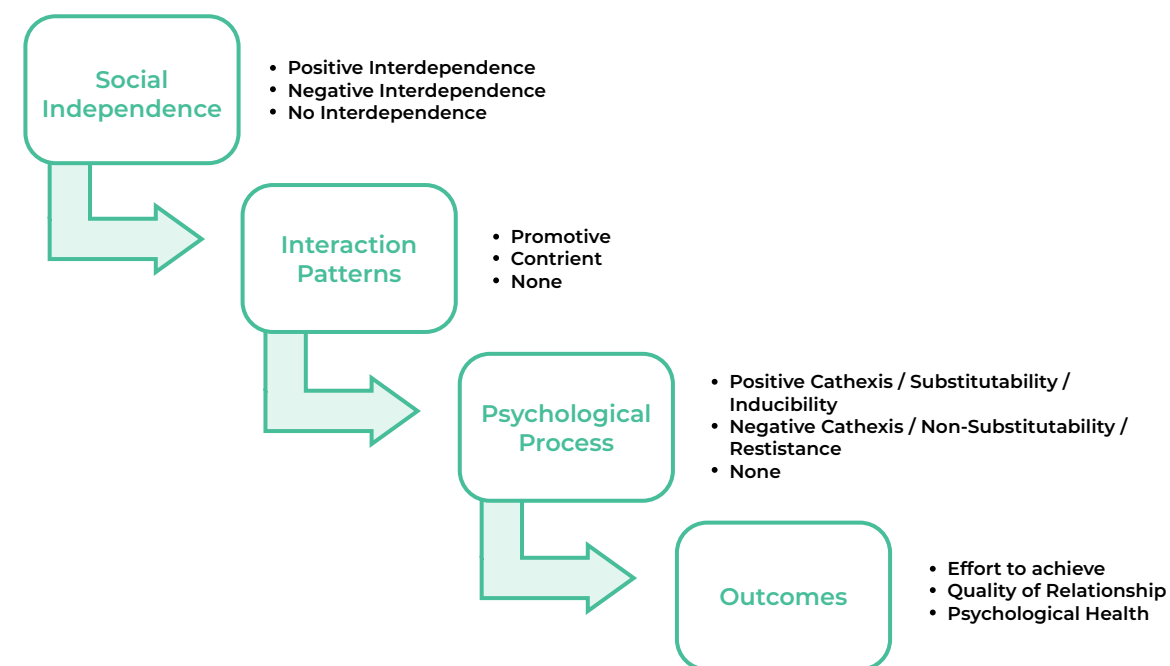 Social
Independence
• Positive Interdependence
• Negative Interdependence
• No Interdependence
Interaction
Patterns
• Promotive
• Contrient
• None
Psychological
Process
• Positive Cathexis / Substitutability /
Inducibility
• Negative Cathexis / Non-Substitutability /
Restistance
• None
Outcomes
• Effort to achieve
• Quality of Relationship
• Psychological Health